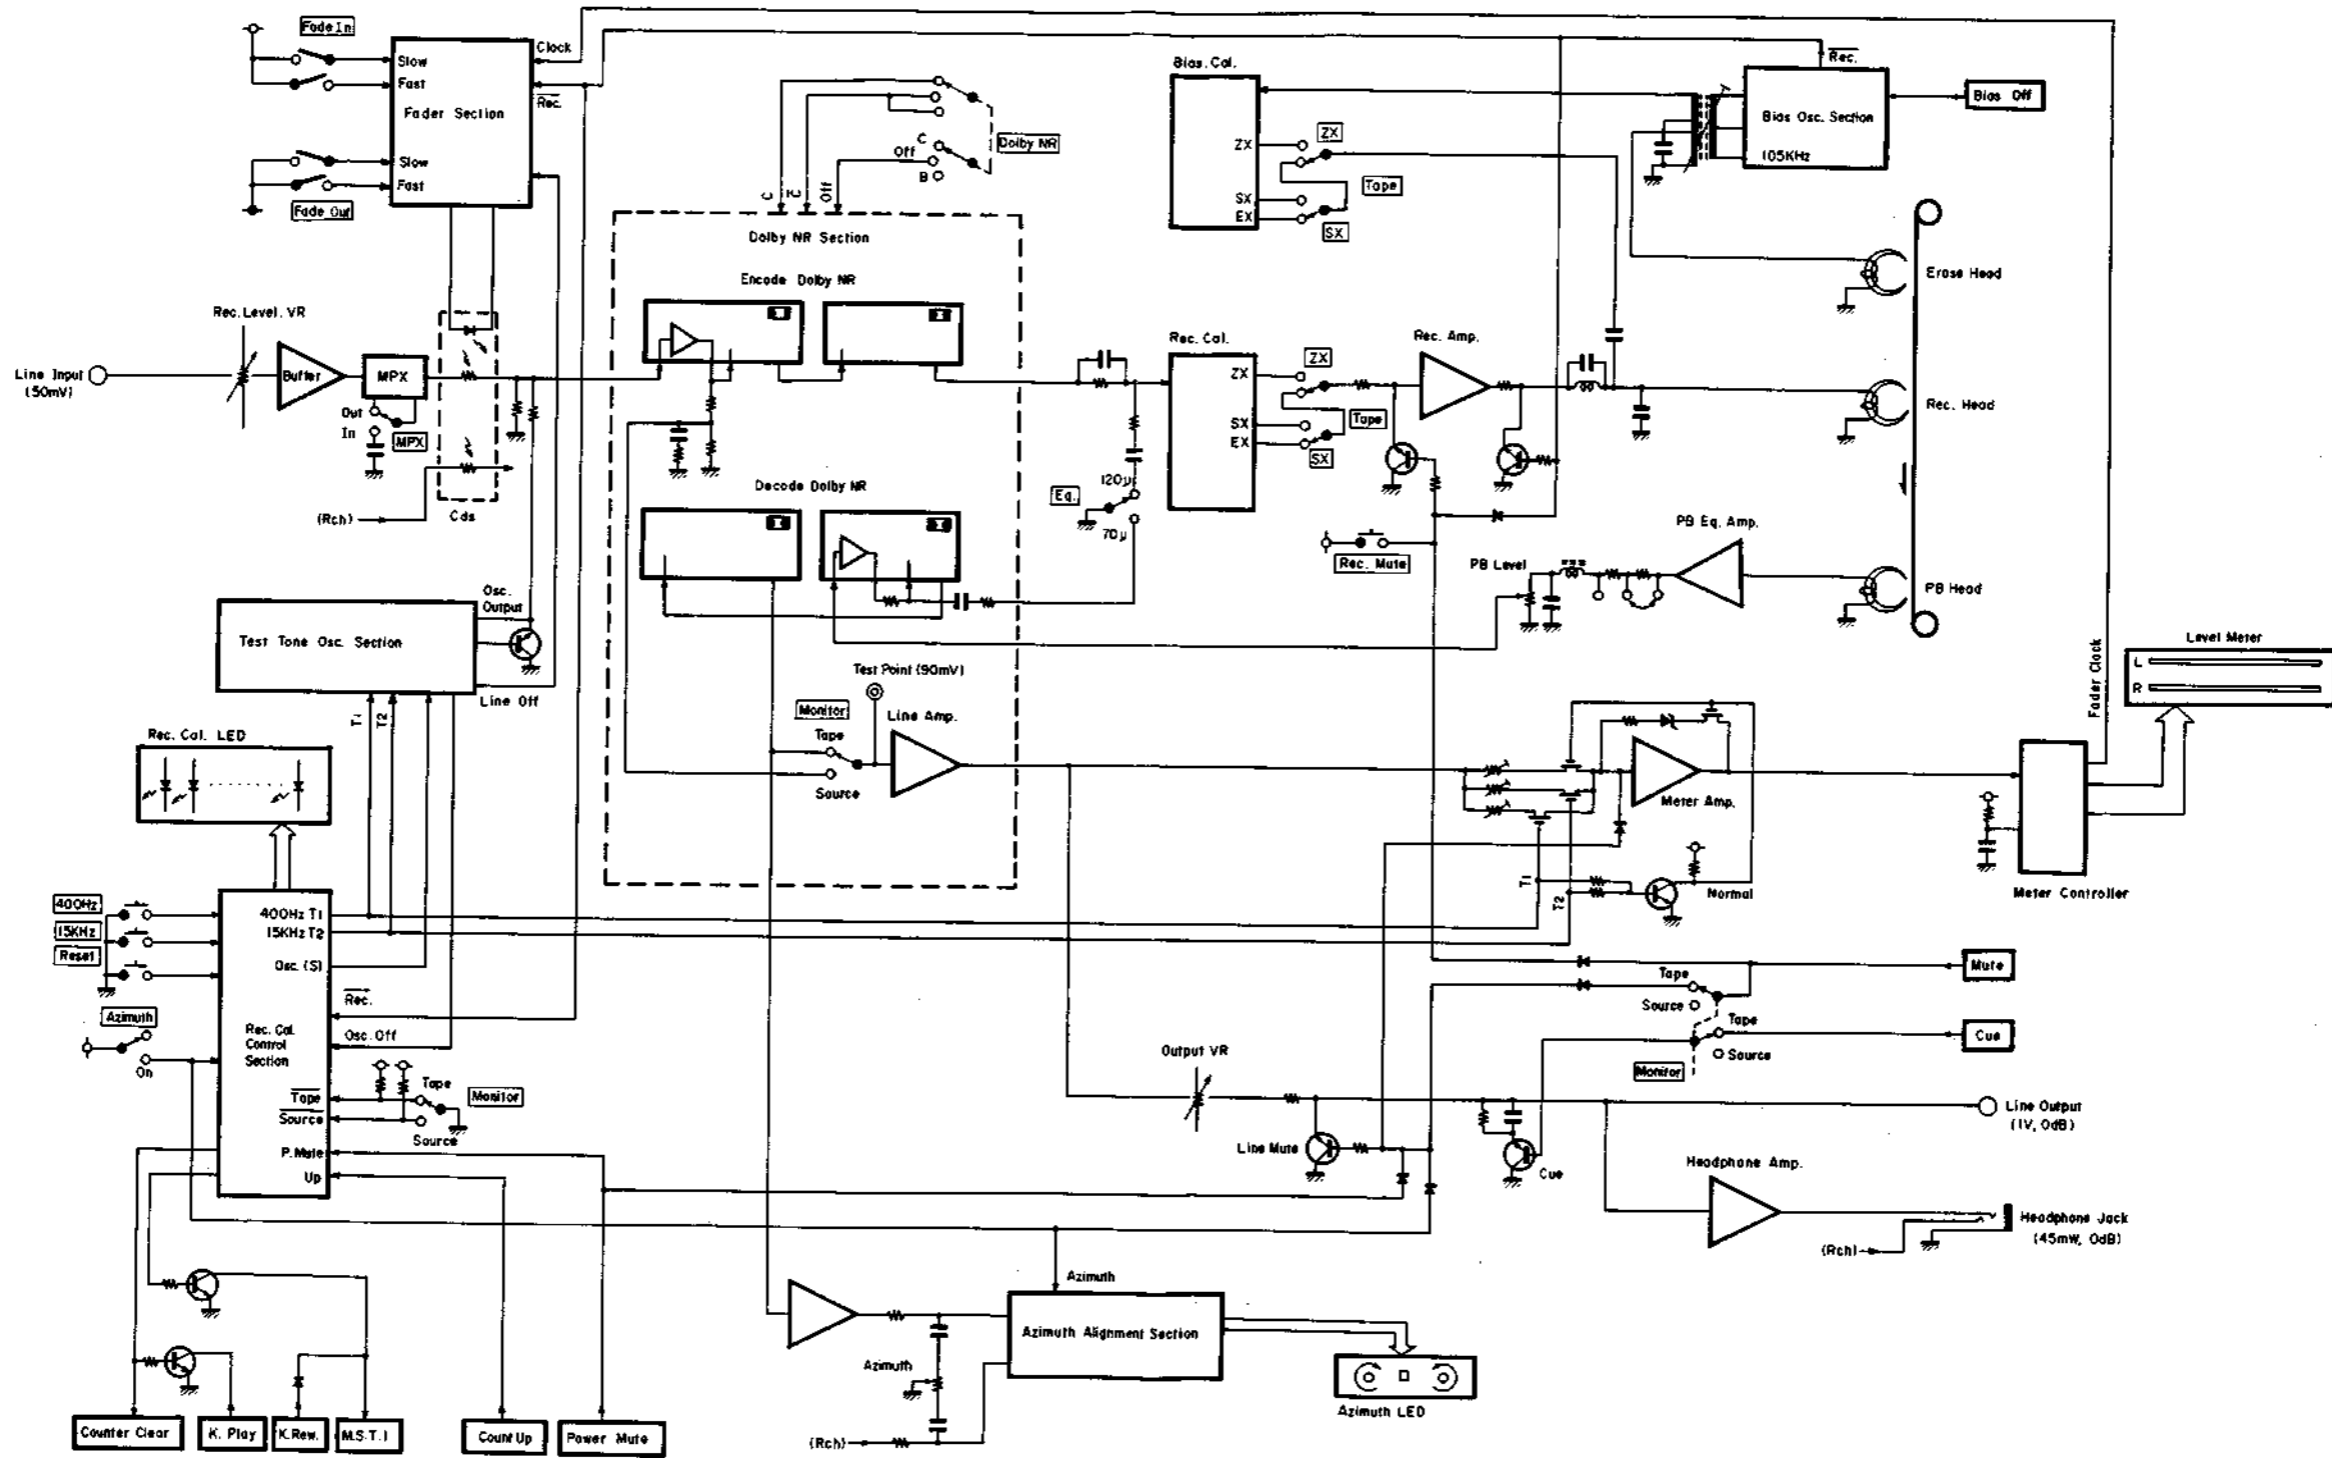 Fade In
Slow
Fast
Fader Section
Clock
Rec.
Slow
Fast
Fade Out
C
Off
B
Dolby NR
C
C
Off
Bias. Cal.
ZX
SX
EX
ZX
Tape
SX
Rec.
Bias Osc. Section
105KHz
Bias Off
Erase Head
Dolby NR Section
Encode Dolby NR
I
II
Rec. Level. VR
Line Input
(50mV)
Buffer
MPX
Out
In
MPX
(Rch)
Cds
Rec. Cal.
ZX
SX
EX
ZX
Tape
SX
Rec. Amp.
Rec. Head
Decode Dolby NR
I
II
Eq.
120μ
70μ
Rec. Mute
PB Level
PB Eq. Amp.
PB Head
Test Tone Osc. Section
Osc.
Output
Line Off
T1
T2
Test Point (90mV)
Monitor
Tape
Source
Line Amp.
Fader Clock
Level Meter
L
R
Rec. Cal. LED
Meter Amp.
T1
T2
Normal
Meter Controller
400Hz
15KHz
Reset
Azimuth
On
400Hz T1
15KHz T2
Osc. (S)
Rec.
Osc. Off
Rec. Cal.
Control
Section
Tape
Source
P.Mute
Up
Tape
Source
Monitor
Mute
Tape
Source
Tape
Source
Cue
Monitor
Output VR
Line Mute
Cue
Line Output
(1V, 0dB)
Headphone Amp.
(Rch)
Headphone Jack
(45mW, 0dB)
Azimuth
Azimuth Alignment Section
Azimuth
(Rch)
Azimuth LED
Counter Clear
K. Play
K.Rew.
M.S.T.I
Count Up
Power Mute